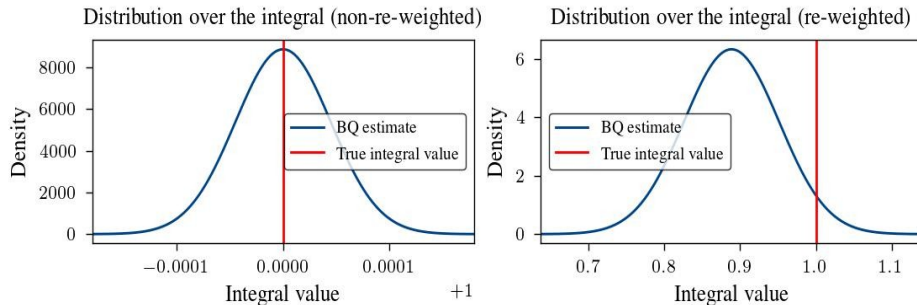 Distribution over the integral (non-re-weighted)
8000
6000
4000
2000
0
Density
BQ estimate
True integral value
−0.0001
0.0000
0.0001
Integral value
+1
Distribution over the integral (re-weighted)
6
4
2
0
Density
BQ estimate
True integral value
0.7
0.8
0.9
1.0
1.1
Integral value